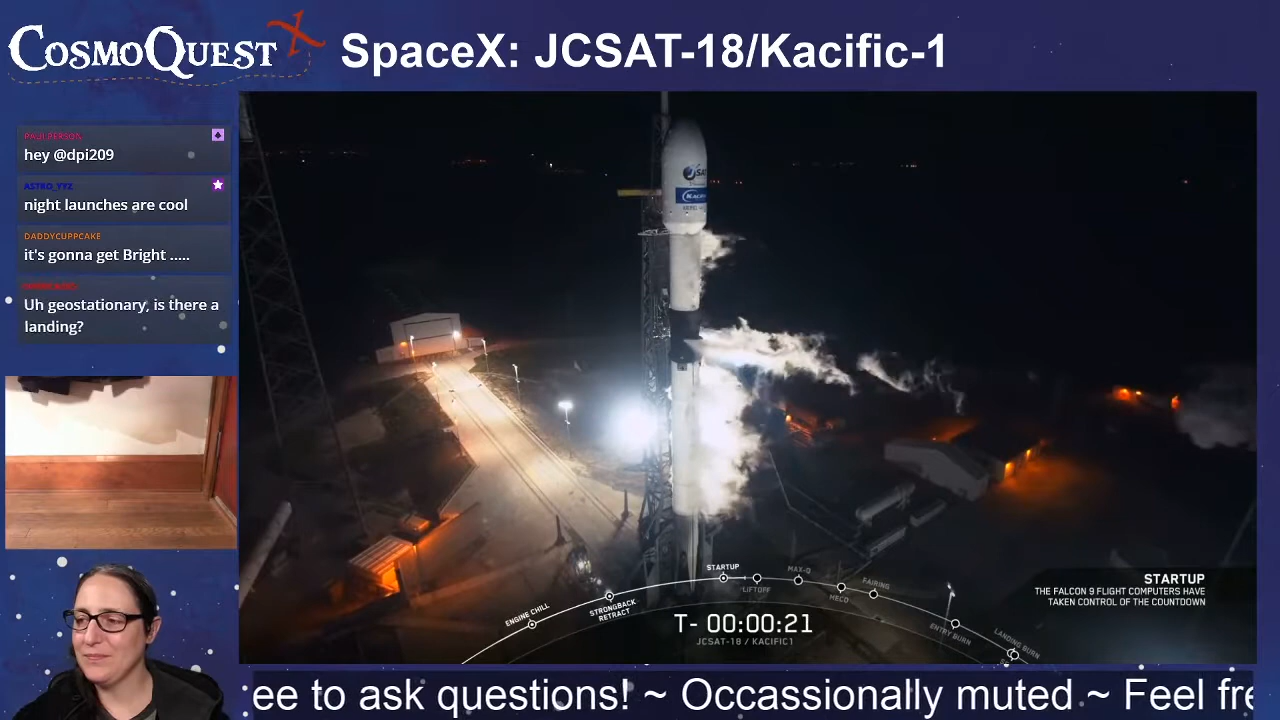 COSMOQUEST X
SpaceX: JCSAT-18/Kacific-1
PAULPERSON
hey @dpi209
ASTRO_YYZ
night launches are cool
DADDYCUPPCAKE
it's gonna get Bright .....
Uh geostationary, is there a
landing?
ENGINE CHILL
STRONGBACK
RETRACT
STARTUP
LIFTOFF
MAX-Q
MECO
FAIRING
ENTRY BURN
LANDING BURN
T- 00:00:21
JCSAT-18 / KACIFIC1
STARTUP
THE FALCON 9 FLIGHT COMPUTERS HAVE
TAKEN CONTROL OF THE COUNTDOWN
ee to ask questions! ~ Occassionally muted ~ Feel fre